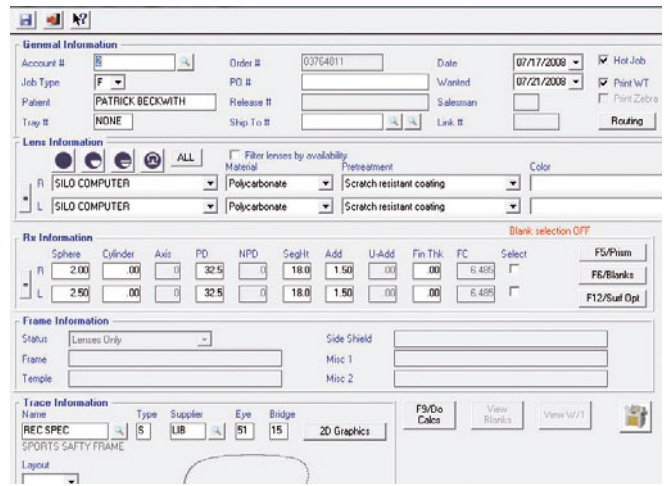 General Information
Account # Order # 03764811 Date 07/17/2008 Hot Job
Job Type F PO # Wanted 07/21/2008 Print WT
Patient PATRICK BECKWITH Release # Salesman Print Zebra
Tray # NONE Ship To # Link # Routing
Lens Information
ALL Filter lenses by availability
Material Pretreatment Color
R SILO COMPUTER Polycarbonate Scratch resistant coating
L SILO COMPUTER Polycarbonate Scratch resistant coating
Blank selection OFF
Rx Information
Sphere Cylinder Axis PD NPD SegHt Add U-Add Fin Thk FC Select F5/Prism
R 2.00 .00 0 32.5 0 18.0 1.50 .00 .00 6.485 F6/Blanks
L 2.50 .00 0 32.5 0 18.0 1.50 .00 .00 6.485 F12/Surf Opt
Frame Information
Status Lenses Only Side Shield
Frame Misc 1
Temple Misc 2
Trace Information
Name Type Supplier Eye Bridge F9/Do Calcs View Blanks View W/T
REC SPEC S LIB 51 15 2D Graphics
SPORTS SAFTY FRAME
Layout